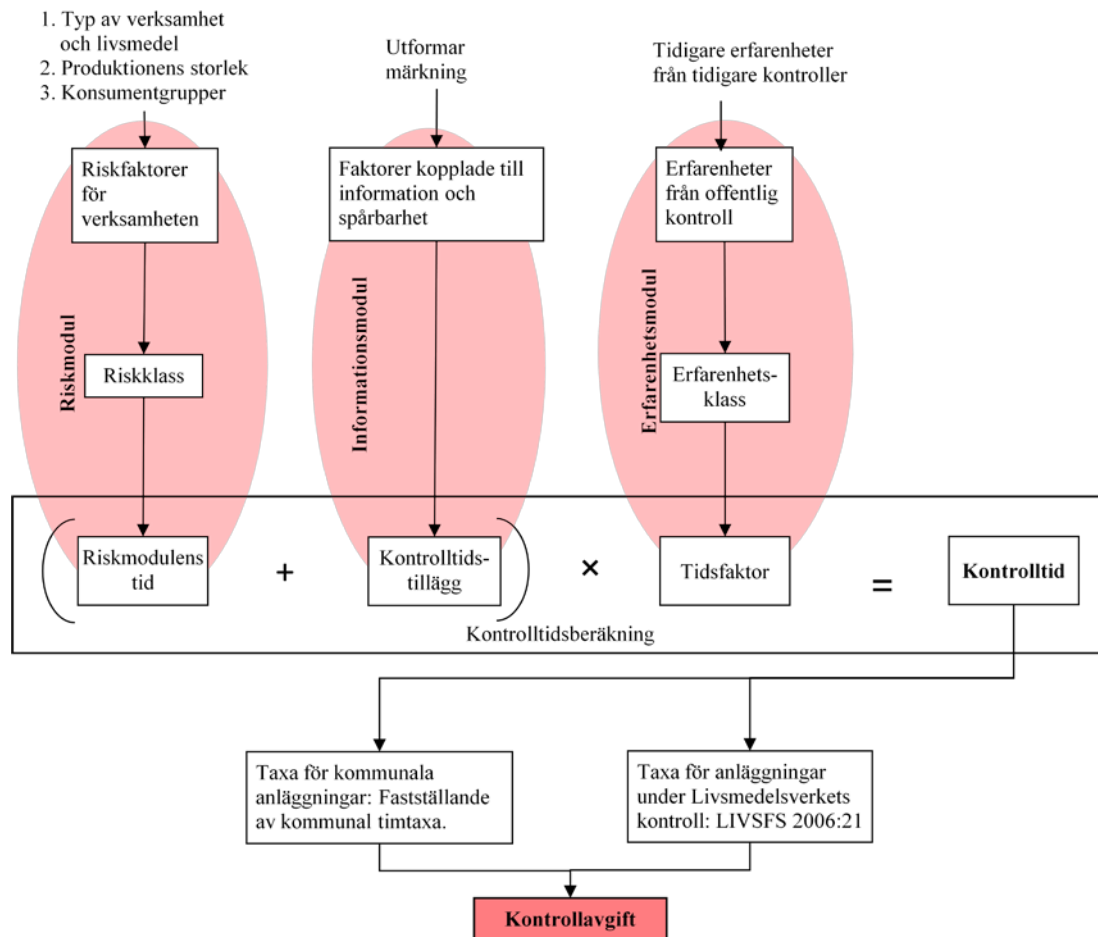 1. Typ av verksamhet
och livsmedel
2. Produktionens storlek
3. Konsumentgrupper
Utformar
märkning
Tidigare erfarenheter
från tidigare kontroller
Riskfaktorer
för
verksamheten
Faktorer kopplade till
information och
spårbarhet
Erfarenheter
från offentlig
kontroll
Riskmodul
Informationsmodul
Erfarenhetsmodul
Riskklass
Erfarenhets-
klass
( Riskmodulens
tid
+
Kontrolltids-
tillägg )
×
Tidsfaktor
=
Kontrolltid
Kontrolltidsberäkning
Taxa för kommunala
anläggningar: Fastställande
av kommunal timtaxa.
Taxa för anläggningar
under Livsmedelsverkets
kontroll: LIVSFS 2006:21
Kontrollavgift